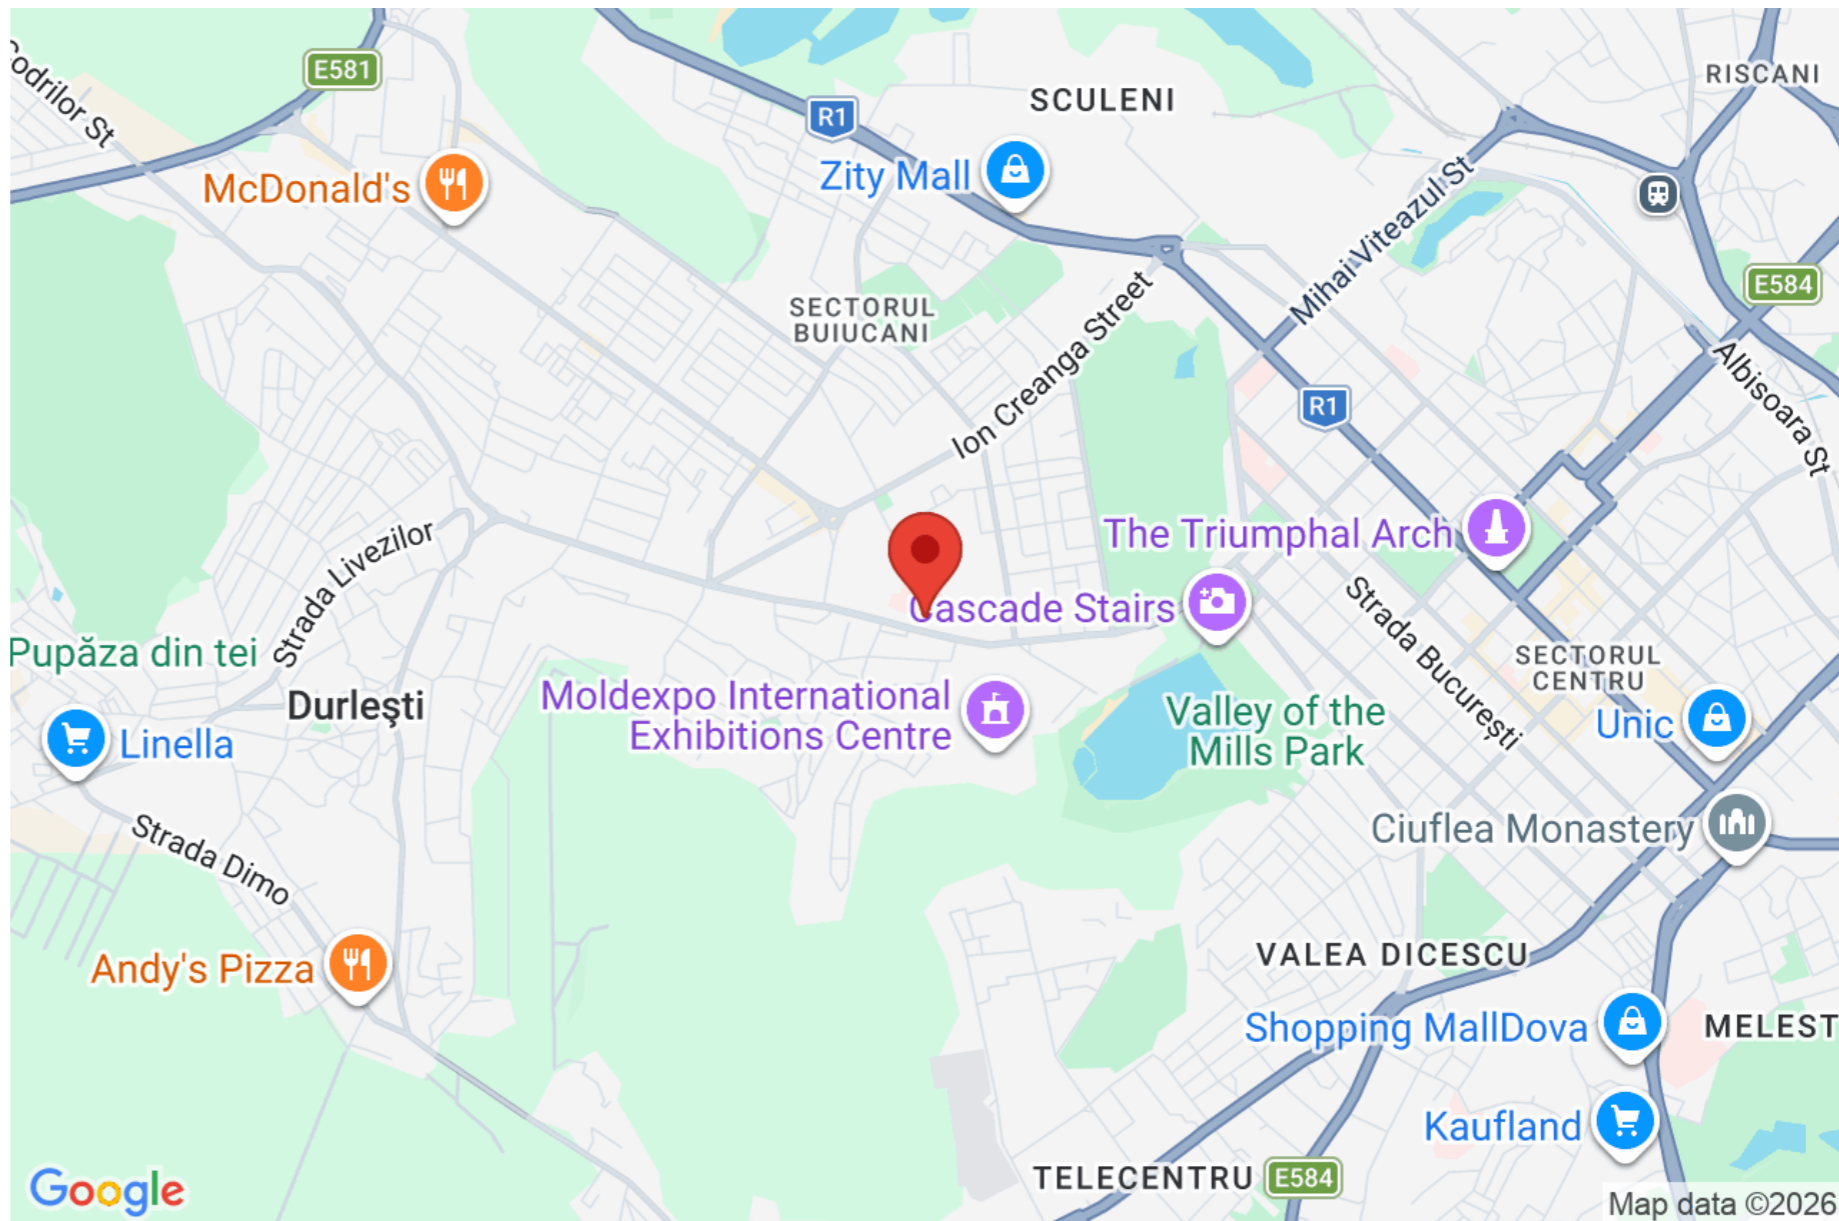 Codrilor St
E581
R1
SCULENI
RISCANI
McDonald's
Zity Mall
Mihai Viteazul St
E584
SECTORUL
BUIUCANI
Ion Creanga Street
Albisoara St
R1
Strada Livezilor
The Triumphal Arch
Cascade Stairs
Strada București
Pupăza din tei
Durleşti
Linella
Moldexpo International
Exhibitions Centre
Valley of the
Mills Park
SECTORUL
CENTRU
Unic
Strada Dimo
Ciuflea Monastery
Andy's Pizza
VALEA DICESCU
Shopping MallDova
MELEST
Kaufland
TELECENTRU
E584
Google
Map data ©2026